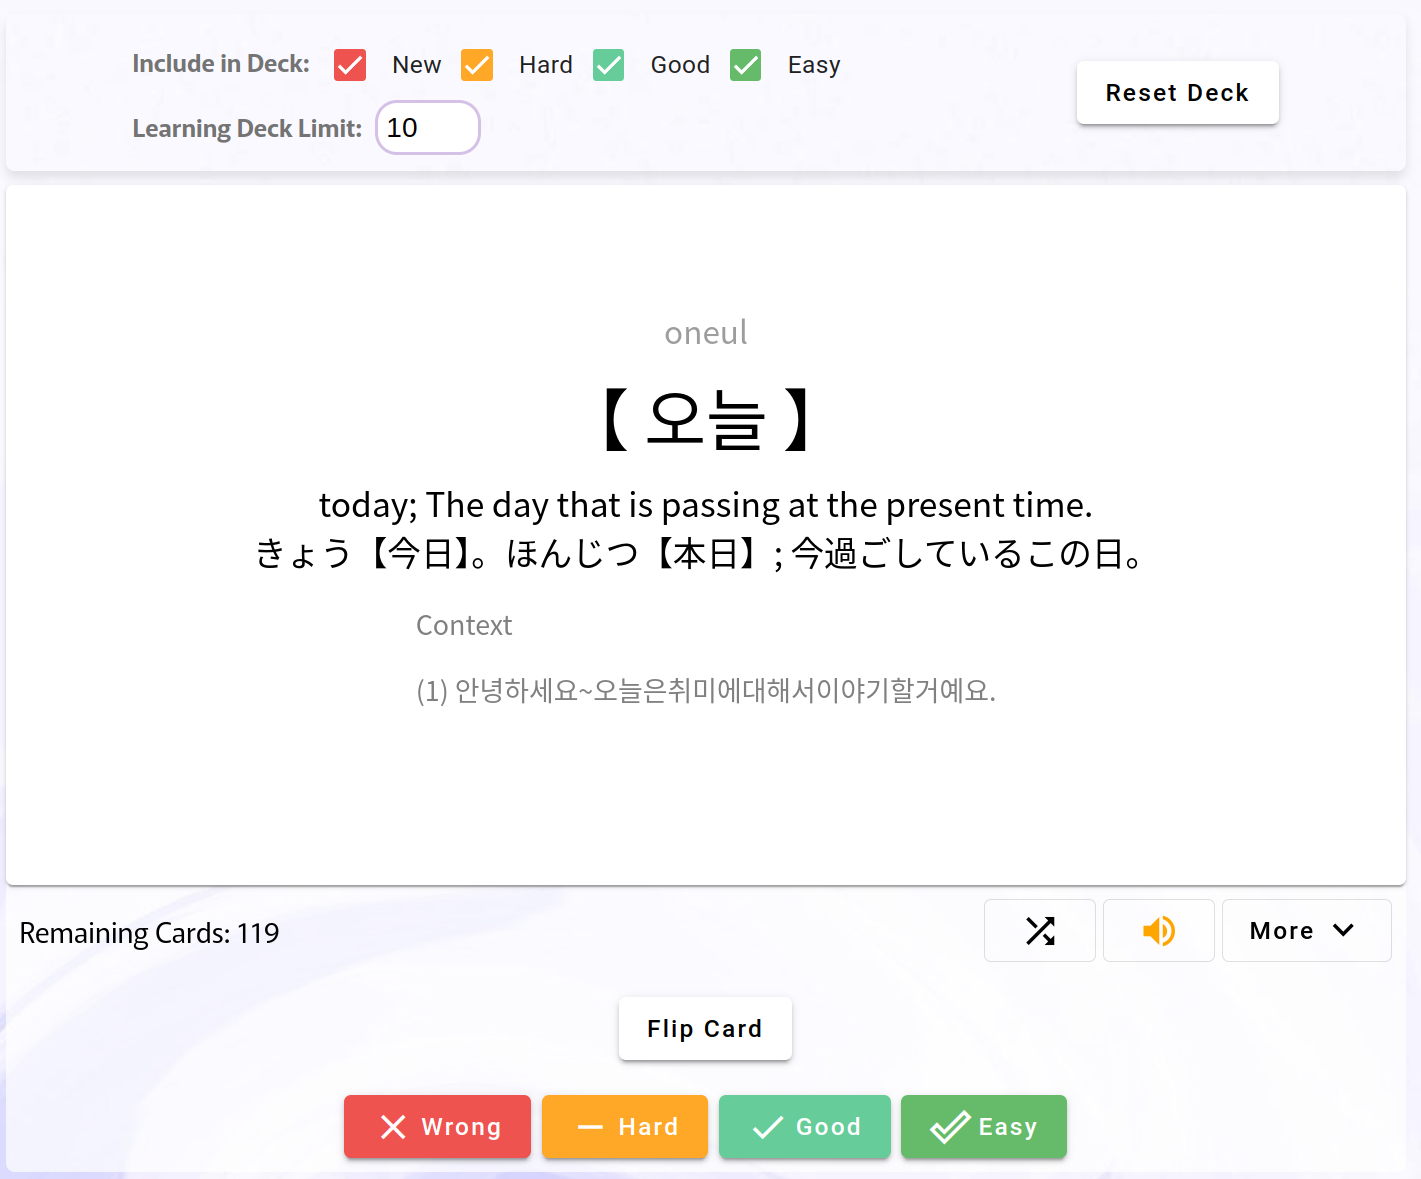 Include in Deck: New Hard Good Easy
Reset Deck
Learning Deck Limit: 10
oneul
【 오늘 】
today; The day that is passing at the present time.
きょう【今日】。ほんじつ【本日】; 今過ごしているこの日。
Context
(1) 안녕하세요~오늘은취미에대해서이야기할거예요.
Remaining Cards: 119
More
Flip Card
Wrong Hard Good Easy